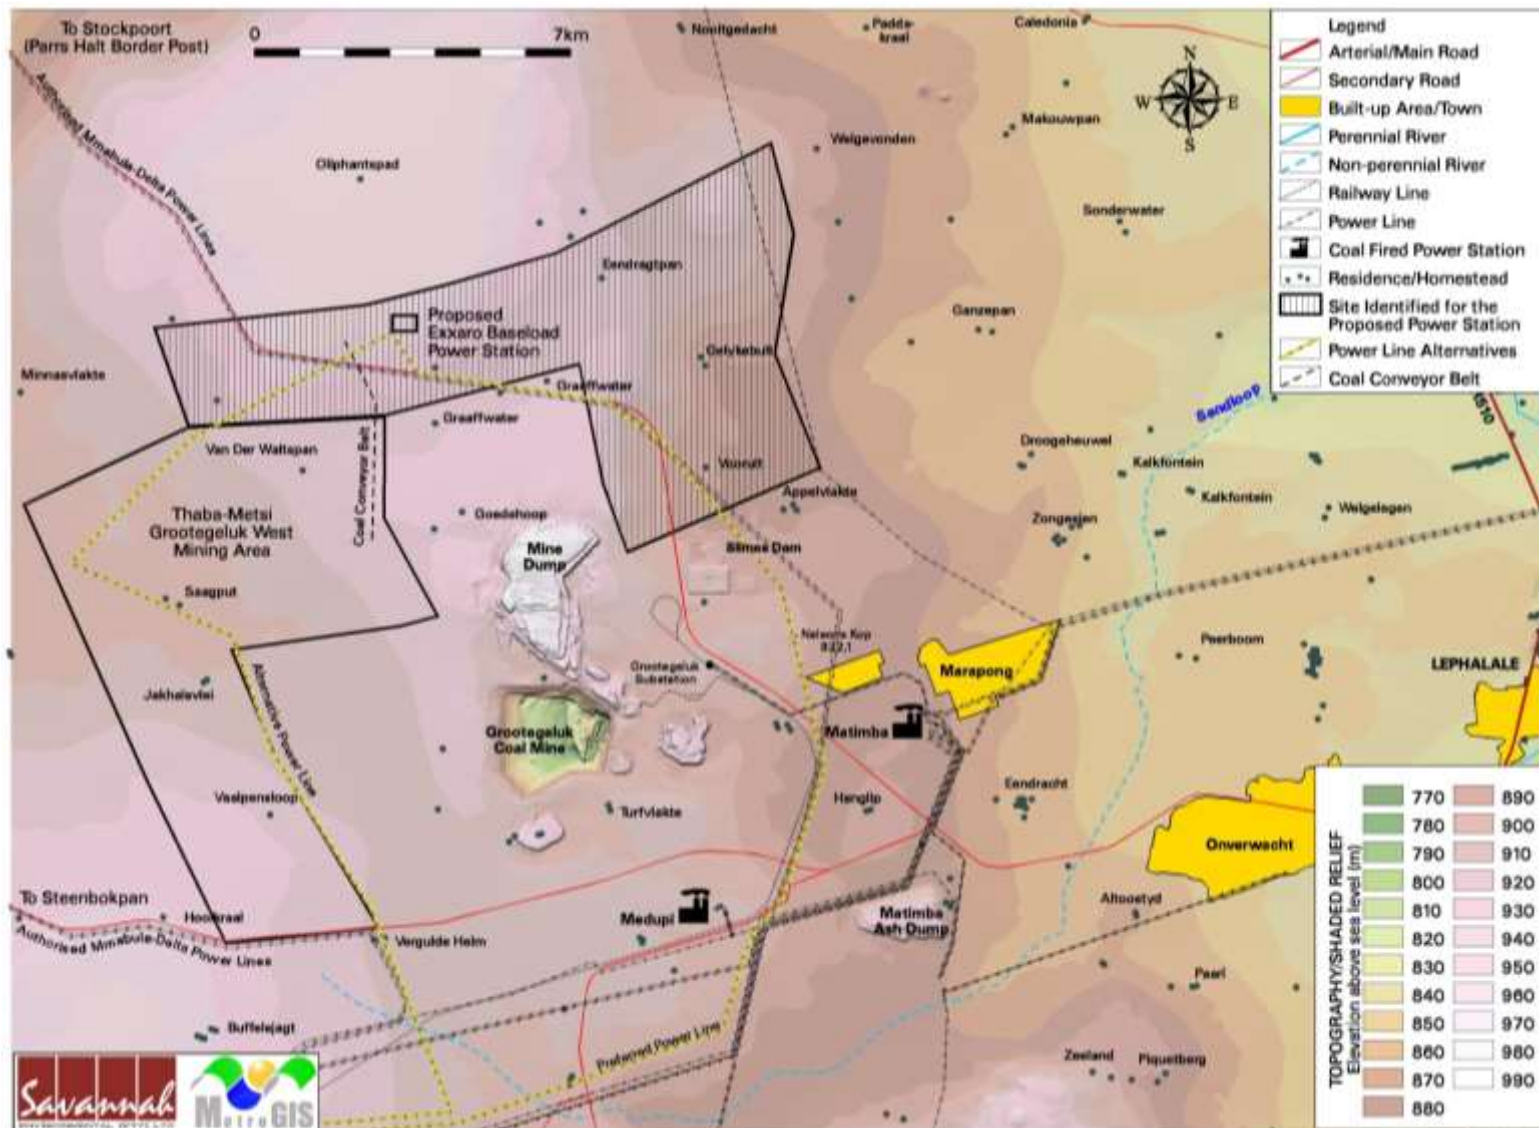 To Stockpoort
(Parrs Halt Border Post)
0
7km
Nooitgedacht
Padda-
kraal
Caledonia
N
W
E
S
Authorised Mmabule-Delta Power Lines
Oliphantspad
Welgevonden
Makouwpan
Sonderwater
Eendragtpan
Ganzepan
Proposed
Exxaro Baseload
Power Station
Gelykebult
Minnasvlakte
Graaffwater
Graaffwater
Sandloop
Van Der Waltspan
Coal Conveyor Belt
Vooruit
Droogeheuwel
Kalkfontein
Kalkfontein
Appelvlakte
Thaba-Metsi
Grootegeluk West
Mining Area
Goedehoop
Zongezien
Welgelegen
Mine
Dump
Slimes Dam
Saagput
Nelsons Kop
922.1
Peerboom
Grootegeluk
Substation
Marapong
LEPHALALE
Jakhalsvlei
Alternative Power Line
Grootegeluk
Coal Mine
Matimba
Vaalpensloop
Turfvlakte
Hanglip
Eendracht
Onverwacht
To Steenbokpan
Hooikraal
Authorised Mmabule-Delta Power Lines
Vergulde Helm
Medupi
Matimba
Ash Dump
Altoostyd
Paarl
Buffelsjagt
Preferred Power Line
Zeeland
Piquetberg
Legend
Arterial/Main Road
Secondary Road
Built-up Area/Town
Perennial River
Non-perennial River
Railway Line
Power Line
Coal Fired Power Station
Residence/Homestead
Site Identified for the
Proposed Power Station
Power Line Alternatives
Coal Conveyor Belt
TOPOGRAPHY/SHADED RELIEF
Elevation above sea level (m)
770 890
780 900
790 910
800 920
810 930
820 940
830 950
840 960
850 970
860 980
870 990
880
Savannah
MetroGIS